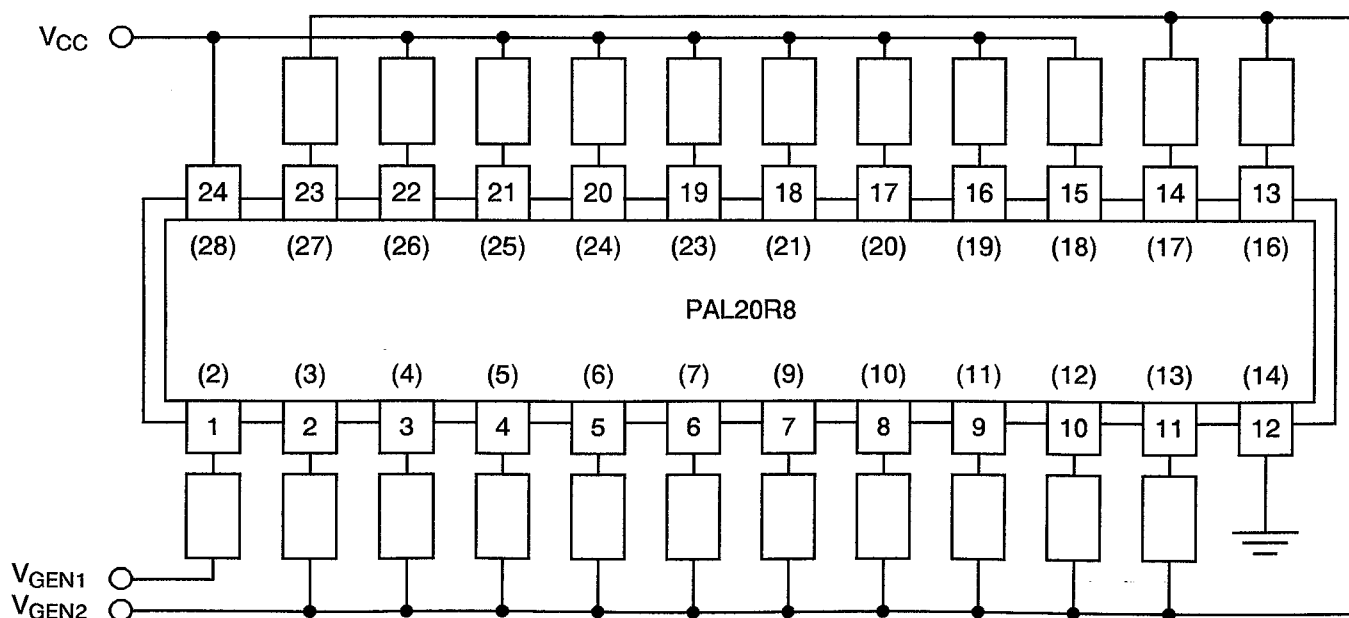 VCC
24 23 22 21 20 19 18 17 16 15 14 13
(28) (27) (26) (25) (24) (23) (21) (20) (19) (18) (17) (16)
PAL20R8
(2) (3) (4) (5) (6) (7) (9) (10) (11) (12) (13) (14)
1 2 3 4 5 6 7 8 9 10 11 12
VGEN1
VGEN2